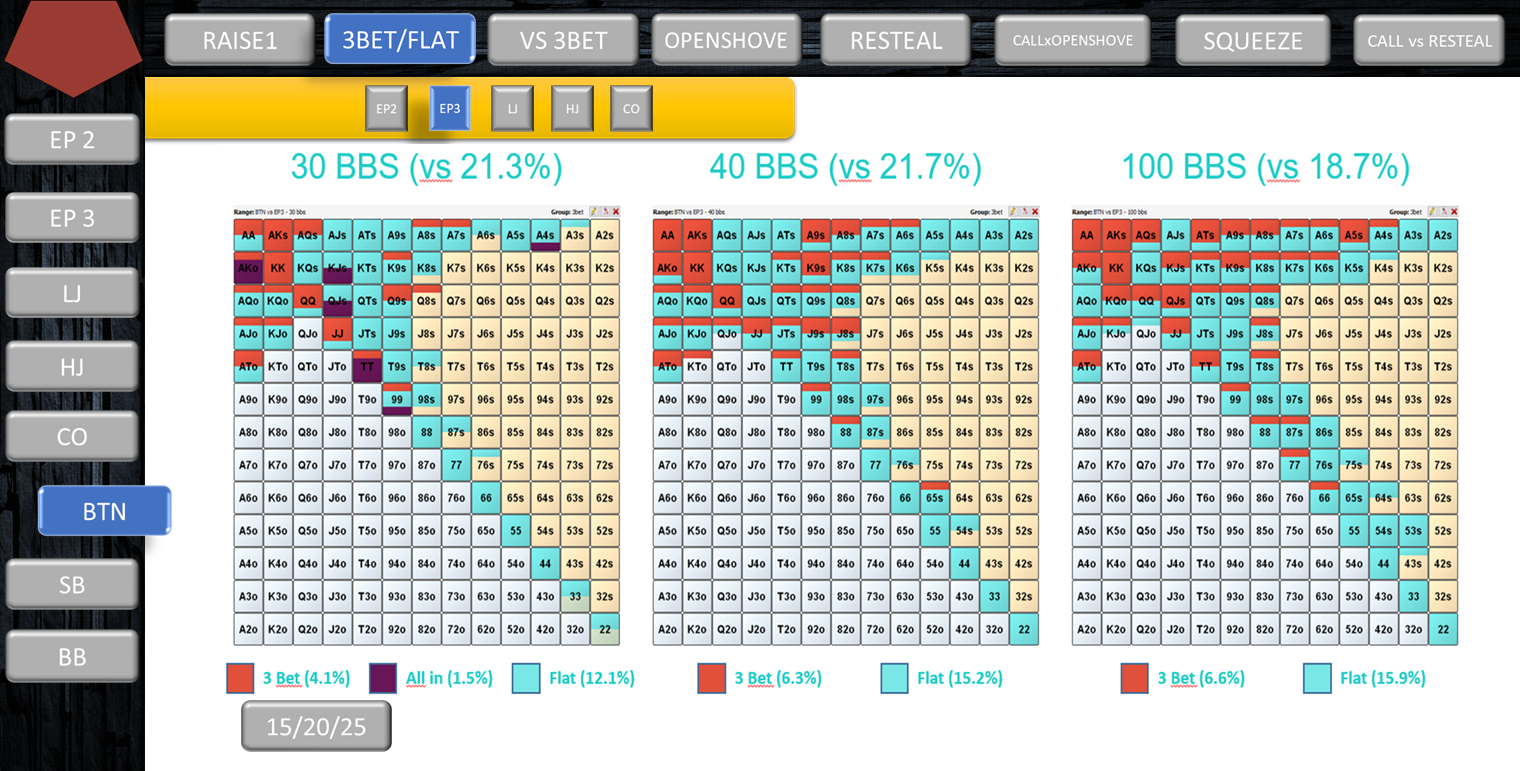 RAISE1 3BET/FLAT VS 3BET OPENSHOVE RESTEAL CALLxOPENSHOVE SQUEEZE CALL vs RESTEAL
EP2 EP3 LJ HJ CO
EP 2
EP 3
LJ
HJ
CO
BTN
SB
BB
30 BBS (vs 21.3%)
Range: BTN vs EP3 - 30 bbs Group: 3bet
AA AKs AQs AJs ATs A9s A8s A7s A6s A5s A4s A3s A2s
AKo KK KQs KJs KTs K9s K8s K7s K6s K5s K4s K3s K2s
AQo KQo QQ QJs QTs Q9s Q8s Q7s Q6s Q5s Q4s Q3s Q2s
AJo KJo QJo JJ JTs J9s J8s J7s J6s J5s J4s J3s J2s
ATo KTo QTo JTo TT T9s T8s T7s T6s T5s T4s T3s T2s
A9o K9o Q9o J9o T9o 99 98s 97s 96s 95s 94s 93s 92s
A8o K8o Q8o J8o T8o 98o 88 87s 86s 85s 84s 83s 82s
A7o K7o Q7o J7o T7o 97o 87o 77 76s 75s 74s 73s 72s
A6o K6o Q6o J6o T6o 96o 86o 76o 66 65s 64s 63s 62s
A5o K5o Q5o J5o T5o 95o 85o 75o 65o 55 54s 53s 52s
A4o K4o Q4o J4o T4o 94o 84o 74o 64o 54o 44 43s 42s
A3o K3o Q3o J3o T3o 93o 83o 73o 63o 53o 43o 33 32s
A2o K2o Q2o J2o T2o 92o 82o 72o 62o 52o 42o 32o 22
3 Bet (4.1%) All in (1.5%) Flat (12.1%)
15/20/25
40 BBS (vs 21.7%)
Range: BTN vs EP3 - 40 bbs Group: 3bet
AA AKs AQs AJs ATs A9s A8s A7s A6s A5s A4s A3s A2s
AKo KK KQs KJs KTs K9s K8s K7s K6s K5s K4s K3s K2s
AQo KQo QQ QJs QTs Q9s Q8s Q7s Q6s Q5s Q4s Q3s Q2s
AJo KJo QJo JJ JTs J9s J8s J7s J6s J5s J4s J3s J2s
ATo KTo QTo JTo TT T9s T8s T7s T6s T5s T4s T3s T2s
A9o K9o Q9o J9o T9o 99 98s 97s 96s 95s 94s 93s 92s
A8o K8o Q8o J8o T8o 98o 88 87s 86s 85s 84s 83s 82s
A7o K7o Q7o J7o T7o 97o 87o 77 76s 75s 74s 73s 72s
A6o K6o Q6o J6o T6o 96o 86o 76o 66 65s 64s 63s 62s
A5o K5o Q5o J5o T5o 95o 85o 75o 65o 55 54s 53s 52s
A4o K4o Q4o J4o T4o 94o 84o 74o 64o 54o 44 43s 42s
A3o K3o Q3o J3o T3o 93o 83o 73o 63o 53o 43o 33 32s
A2o K2o Q2o J2o T2o 92o 82o 72o 62o 52o 42o 32o 22
3 Bet (6.3%) Flat (15.2%)
100 BBS (vs 18.7%)
Range: BTN vs EP3 - 100 bbs Group: 3bet
AA AKs AQs AJs ATs A9s A8s A7s A6s A5s A4s A3s A2s
AKo KK KQs KJs KTs K9s K8s K7s K6s K5s K4s K3s K2s
AQo KQo QQ QJs QTs Q9s Q8s Q7s Q6s Q5s Q4s Q3s Q2s
AJo KJo QJo JJ JTs J9s J8s J7s J6s J5s J4s J3s J2s
ATo KTo QTo JTo TT T9s T8s T7s T6s T5s T4s T3s T2s
A9o K9o Q9o J9o T9o 99 98s 97s 96s 95s 94s 93s 92s
A8o K8o Q8o J8o T8o 98o 88 87s 86s 85s 84s 83s 82s
A7o K7o Q7o J7o T7o 97o 87o 77 76s 75s 74s 73s 72s
A6o K6o Q6o J6o T6o 96o 86o 76o 66 65s 64s 63s 62s
A5o K5o Q5o J5o T5o 95o 85o 75o 65o 55 54s 53s 52s
A4o K4o Q4o J4o T4o 94o 84o 74o 64o 54o 44 43s 42s
A3o K3o Q3o J3o T3o 93o 83o 73o 63o 53o 43o 33 32s
A2o K2o Q2o J2o T2o 92o 82o 72o 62o 52o 42o 32o 22
3 Bet (6.6%) Flat (15.9%)